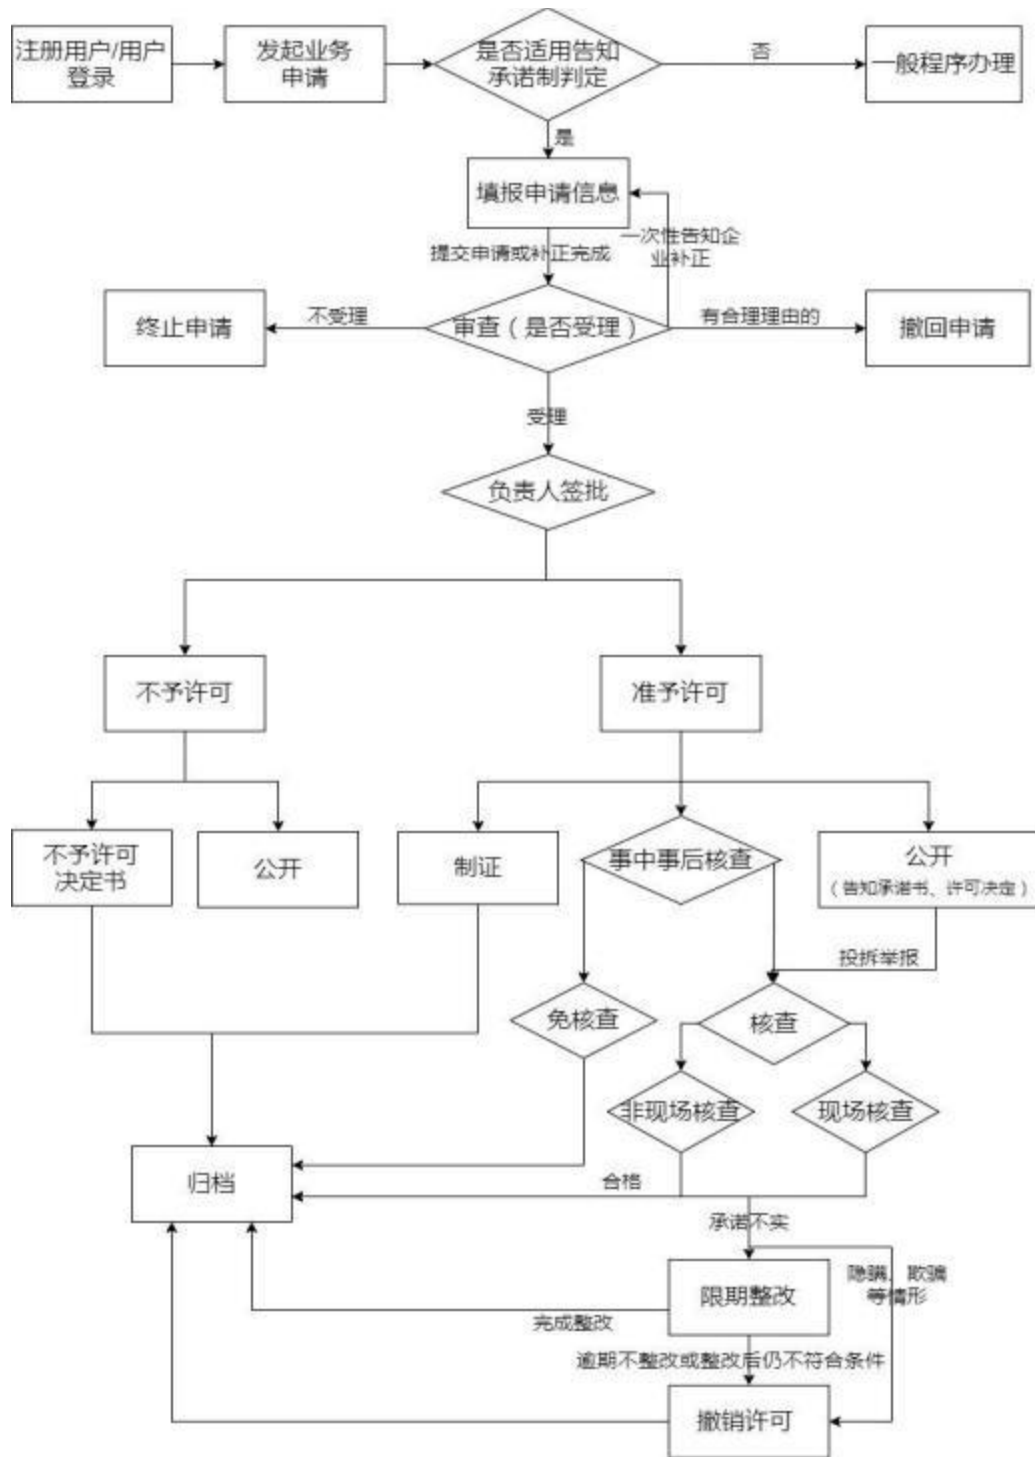 注册用户/用户
登录
发起业务
申请
是否适用告知
承诺制判定
否
一般程序办理
是
填报申请信息
一次性告知企
业补正
提交申请或补正完成
终止申请
不受理
审查（是否受理）
有合理理由的
撤回申请
受理
负责人签批
不予许可
准予许可
不予许可
决定书
公开
制证
事中事后核查
公开
（告知承诺书、许可决定）
投拆举报
免核查
核查
非现场核查
现场核查
归档
合格
承诺不实
隐瞒、欺骗
等情形
限期整改
完成整改
逾期不整改或整改后仍不符合条件
撤销许可